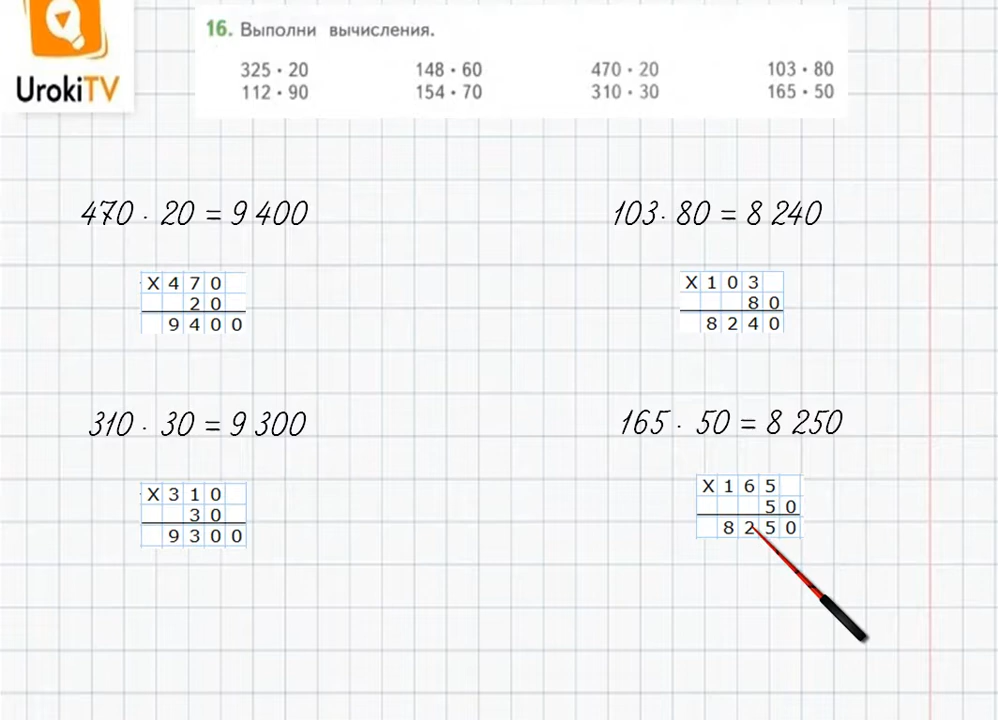 UrokiTV
16. Выполни вычисления.
325 · 20 148 · 60 470 · 20 103 · 80
112 · 90 154 · 70 310 · 30 165 · 50
470 · 20 = 9 400 103 · 80 = 8 240
X 4 7 0
2 0
9 4 0 0
X 1 0 3
8 0
8 2 4 0
310 · 30 = 9 300 165 · 50 = 8 250
X 3 1 0
3 0
9 3 0 0
X 1 6 5
5 0
8 2 5 0